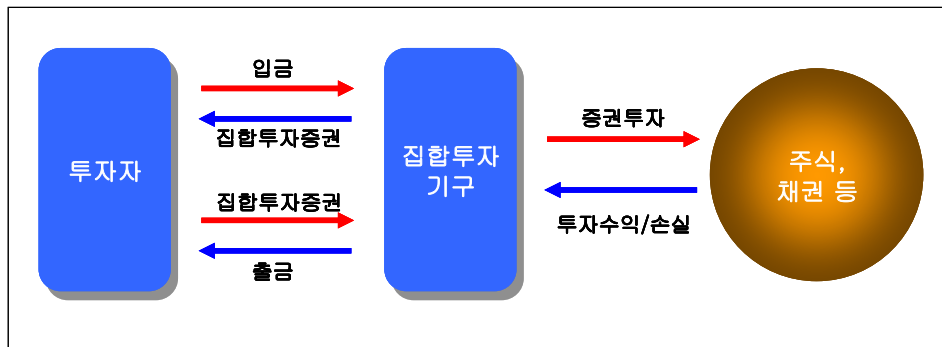 투자자
입금
집합투자증권
집합투자증권
출금
집합투자
기구
증권투자
투자수익/손실
주식,
채권 등